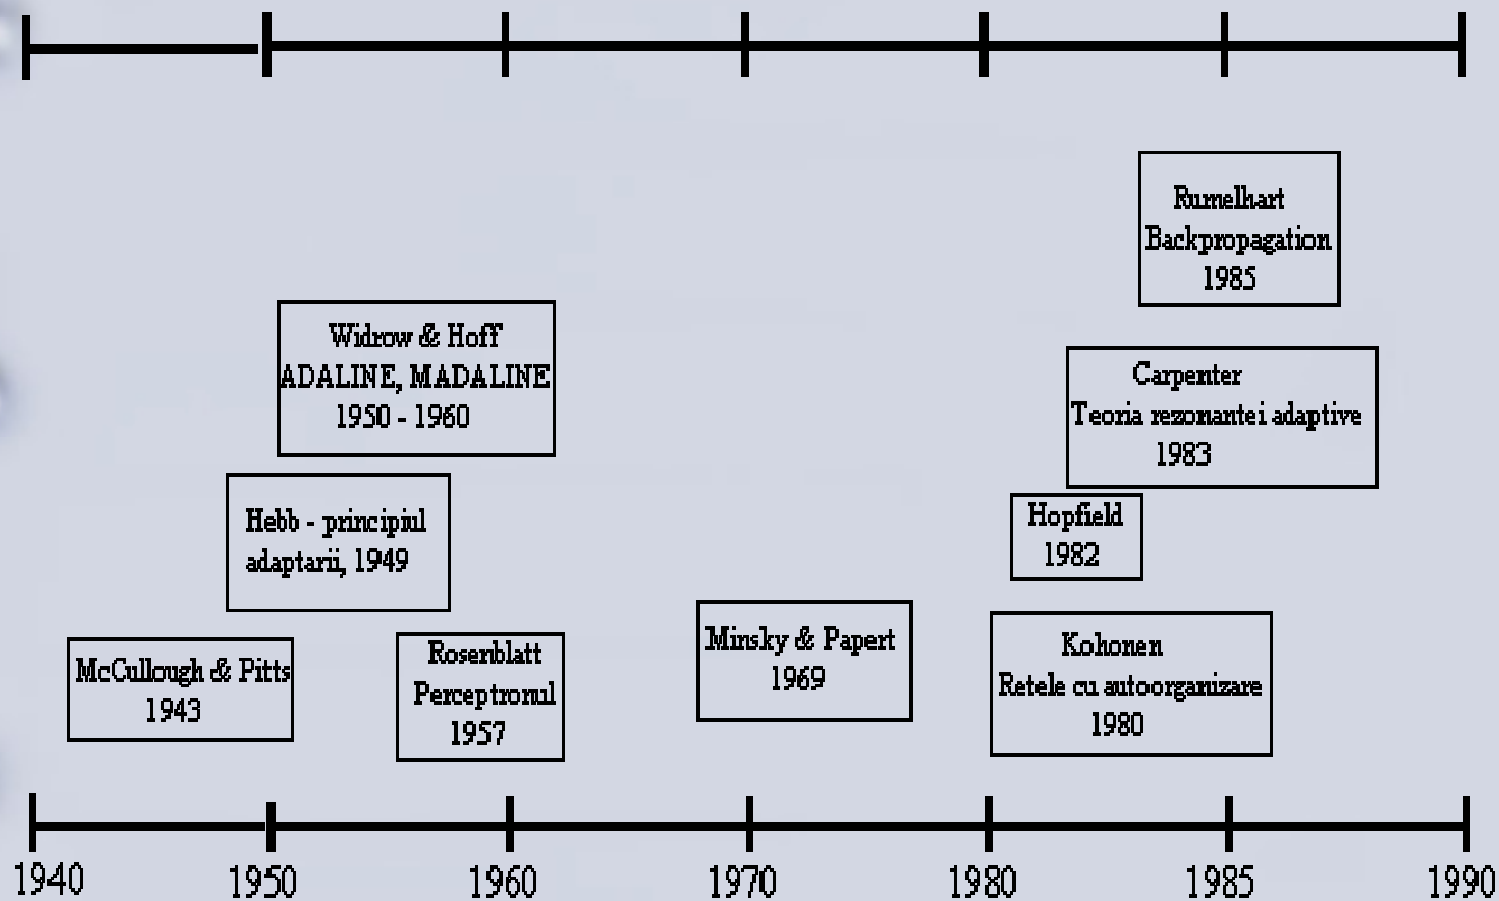 Rumelhart
Backpropagation
1985
Widrow & Hoff
ADALINE, MADALINE
1950 - 1960
Carpenter
Teoria rezonantei adaptive
1983
Hebb - principiul
adaptarii, 1949
Hopfield
1982
McCullough & Pitts
1943
Rosenblatt
Perceptronul
1957
Minsky & Papert
1969
Kohonen
Retele cu autoorganizare
1980
1940 1950 1960 1970 1980 1985 1990